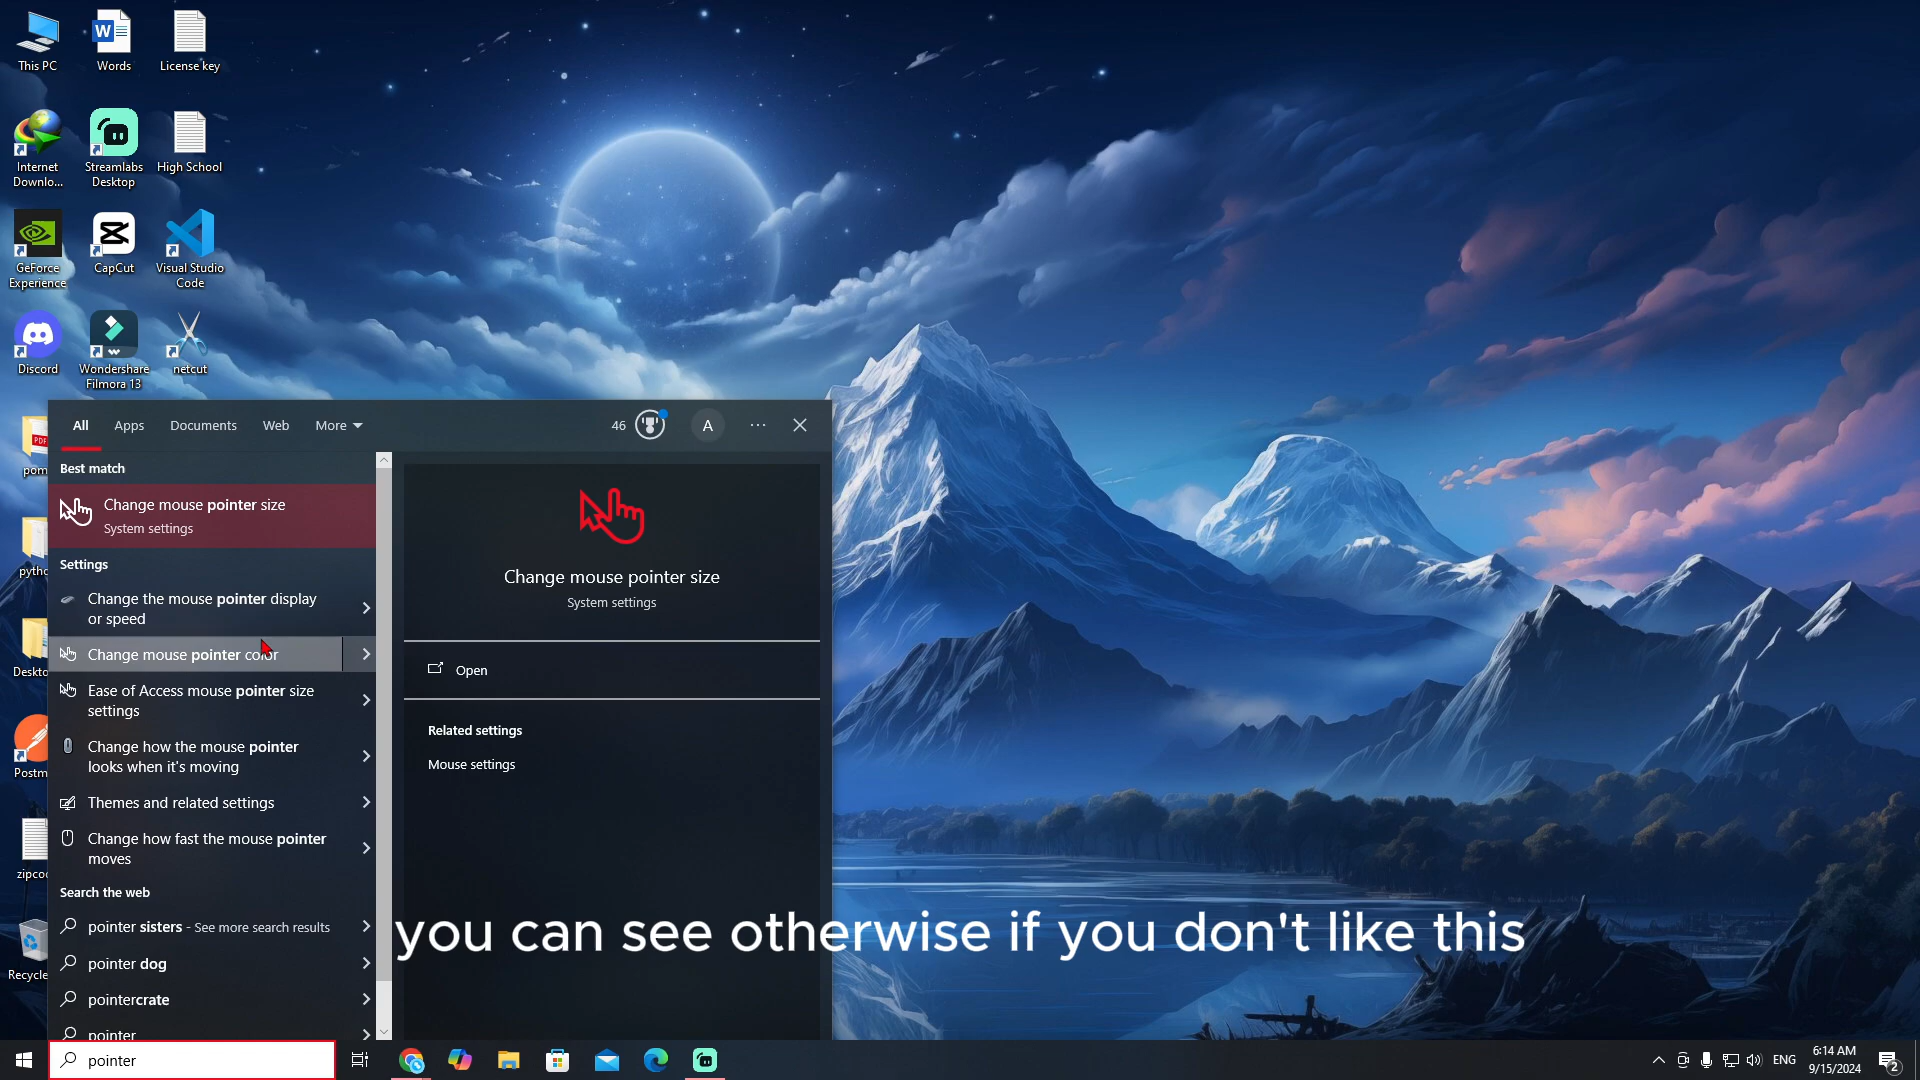 This PC
Words
License key
Internet
Downlo...
Streamlabs
Desktop
High School
GeForce
Experience
CapCut
Visual Studio
Code
Discord
Wondershare
Filmora 13
netcut
PDF
pom
pytho
Deskto
Postm
zipcod
Recycle
All
Apps
Documents
Web
More
46
A
Best match
Change mouse pointer size
System settings
Settings
Change the mouse pointer display
or speed
Change mouse pointer color
Ease of Access mouse pointer size
settings
Change how the mouse pointer
looks when it's moving
Themes and related settings
Change how fast the mouse pointer
moves
Search the web
pointer sisters - See more search results
pointer dog
pointercrate
pointer
Change mouse pointer size
System settings
Open
Related settings
Mouse settings
you can see otherwise if you don't like this
pointer
ENG
6:14 AM
9/15/2024
2